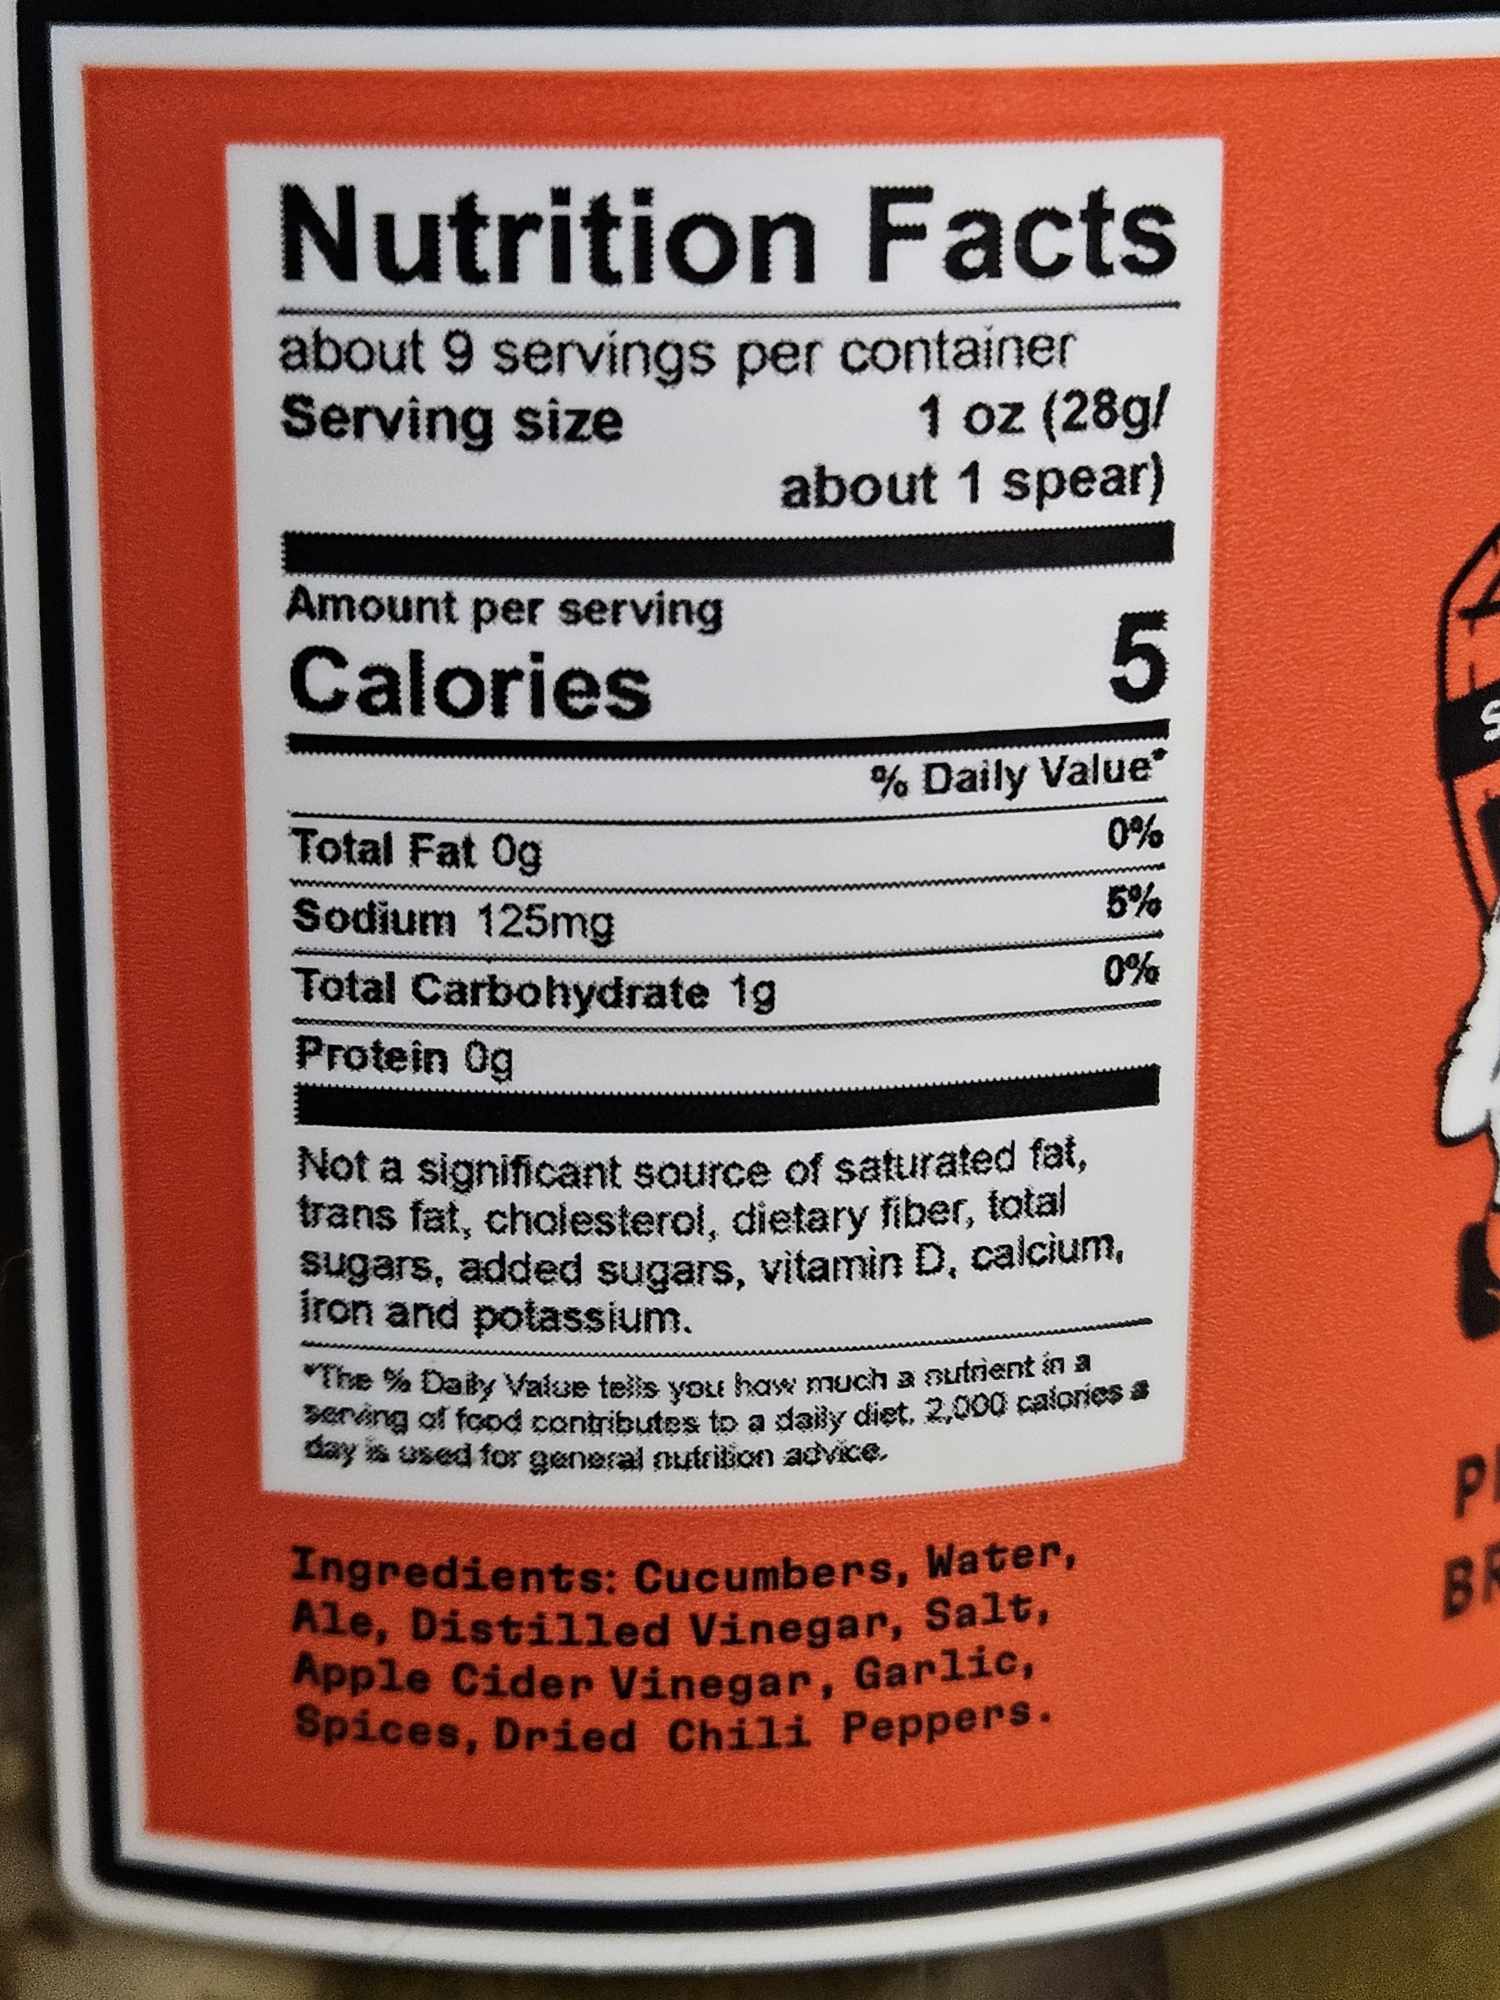 Nutrition Facts
about 9 servings per container
Serving size 1 oz (28g/
about 1 spear)
Amount per serving
Calories 5
% Daily Value*
Total Fat 0g 0%
Sodium 125mg 5%
Total Carbohydrate 1g 0%
Protein 0g
Not a significant source of saturated fat,
trans fat, cholesterol, dietary fiber, total
sugars, added sugars, vitamin D, calcium,
iron and potassium.
*The % Daily Value tells you how much a nutrient in a
serving of food contributes to a daily diet. 2,000 calories a
day is used for general nutrition advice.
Ingredients: Cucumbers, Water,
Ale, Distilled Vinegar, Salt,
Apple Cider Vinegar, Garlic,
Spices, Dried Chili Peppers.